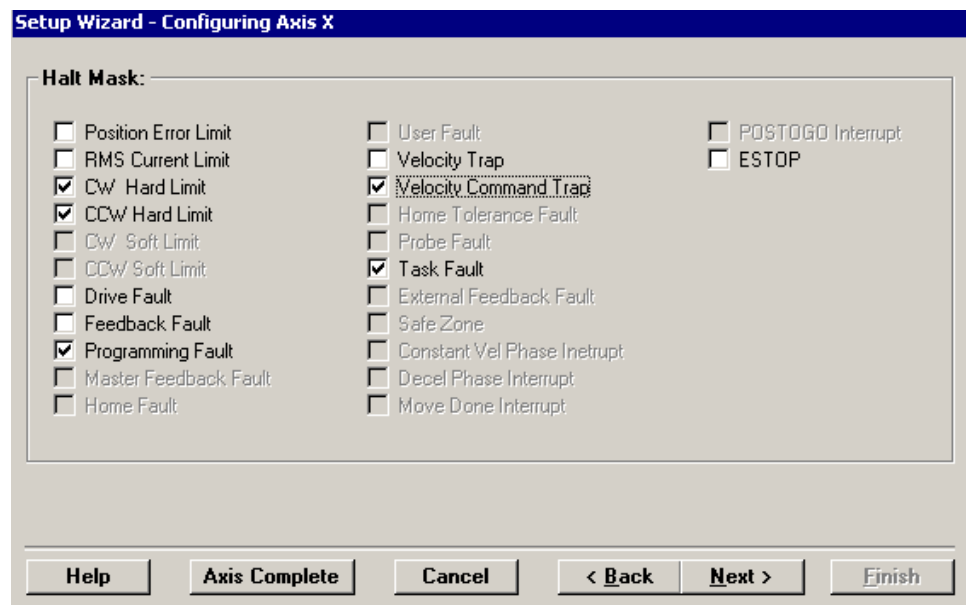 Setup Wizard - Configuring Axis X
Halt Mask:
Position Error Limit
RMS Current Limit
CW Hard Limit
CCW Hard Limit
CW Soft Limit
CCW Soft Limit
Drive Fault
Feedback Fault
Programming Fault
Master Feedback Fault
Home Fault
User Fault
Velocity Trap
Velocity Command Trap
Home Tolerance Fault
Probe Fault
Task Fault
External Feedback Fault
Safe Zone
Constant Vel Phase Inetrupt
Decel Phase Interrupt
Move Done Interrupt
POSTOGO Interrupt
ESTOP
Help
Axis Complete
Cancel
< Back
Next >
Finish